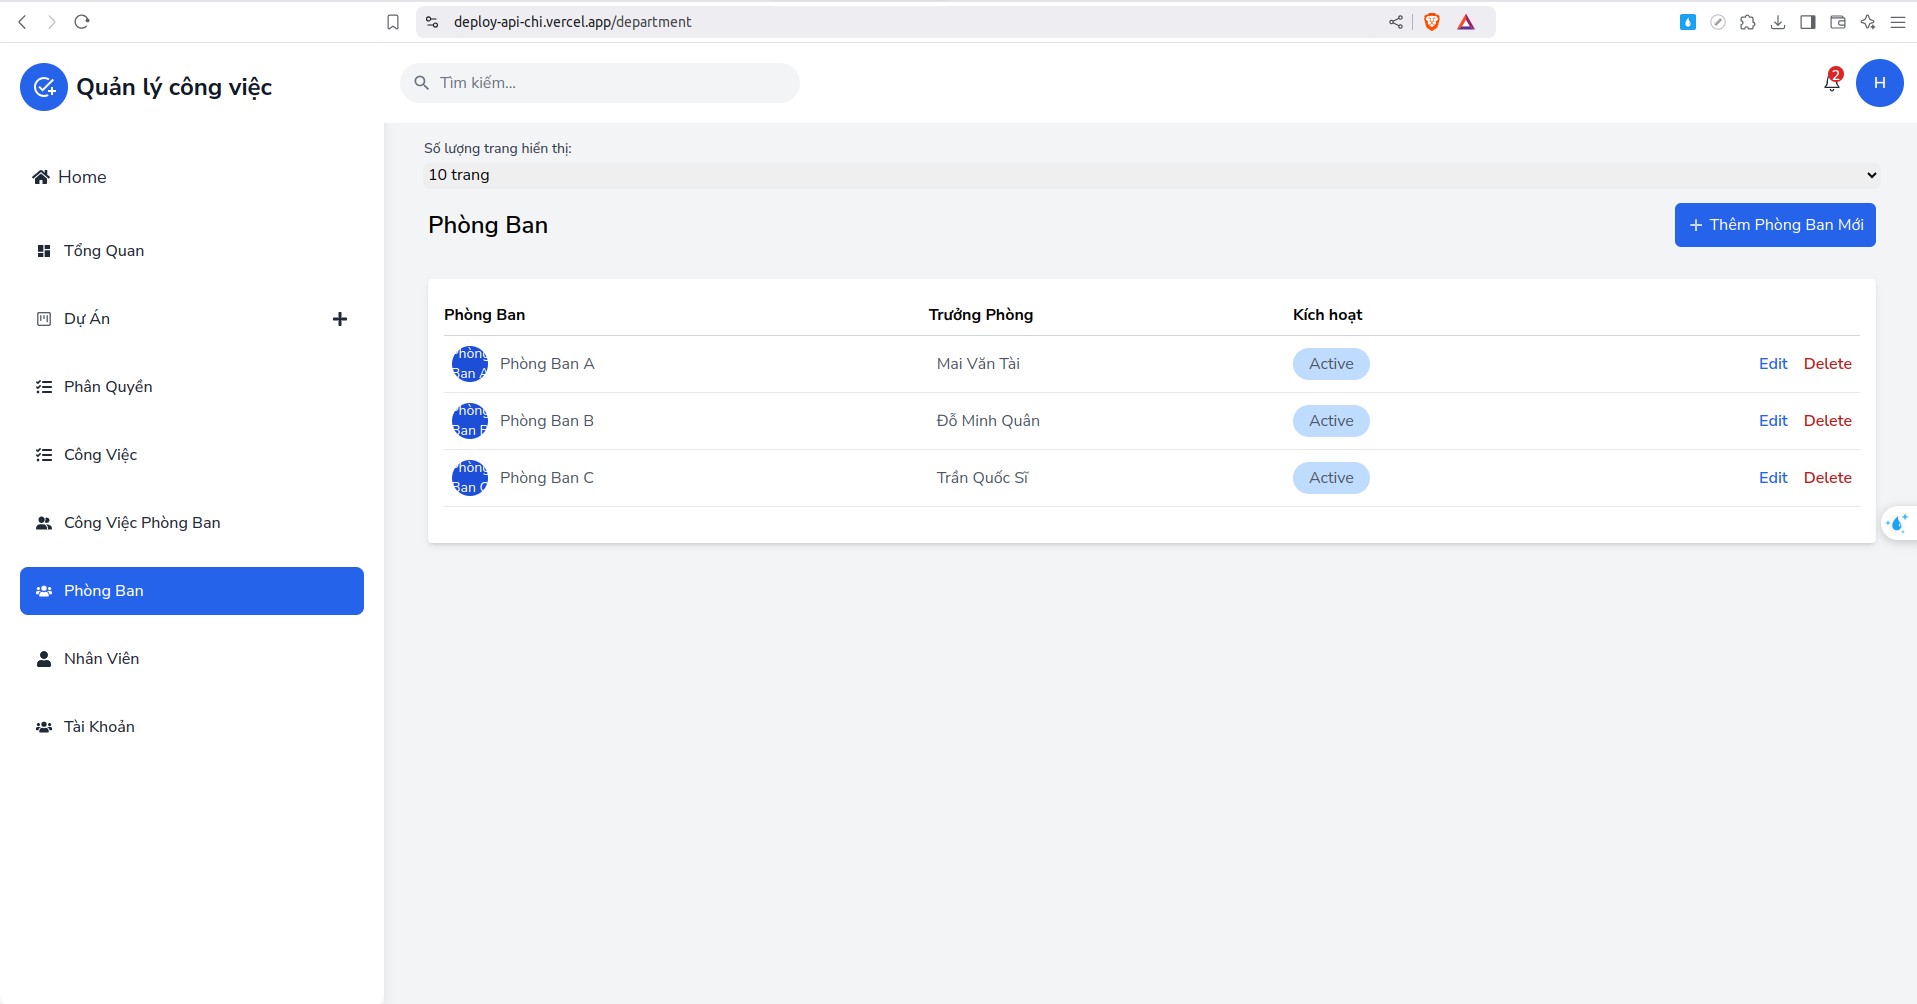 deploy-api-chi.vercel.app/department
Quản lý công việc
Tìm kiếm...
2
H
Home
Tổng Quan
Dự Án
Phân Quyền
Công Việc
Công Việc Phòng Ban
Phòng Ban
Nhân Viên
Tài Khoản
Số lượng trang hiển thị:
10 trang
Phòng Ban
Thêm Phòng Ban Mới
Phòng Ban Trưởng Phòng Kích hoạt
Phòng Ban A Phòng Ban A Mai Văn Tài Active Edit Delete
Phòng Ban B Phòng Ban B Đỗ Minh Quân Active Edit Delete
Phòng Ban C Phòng Ban C Trần Quốc Sĩ Active Edit Delete